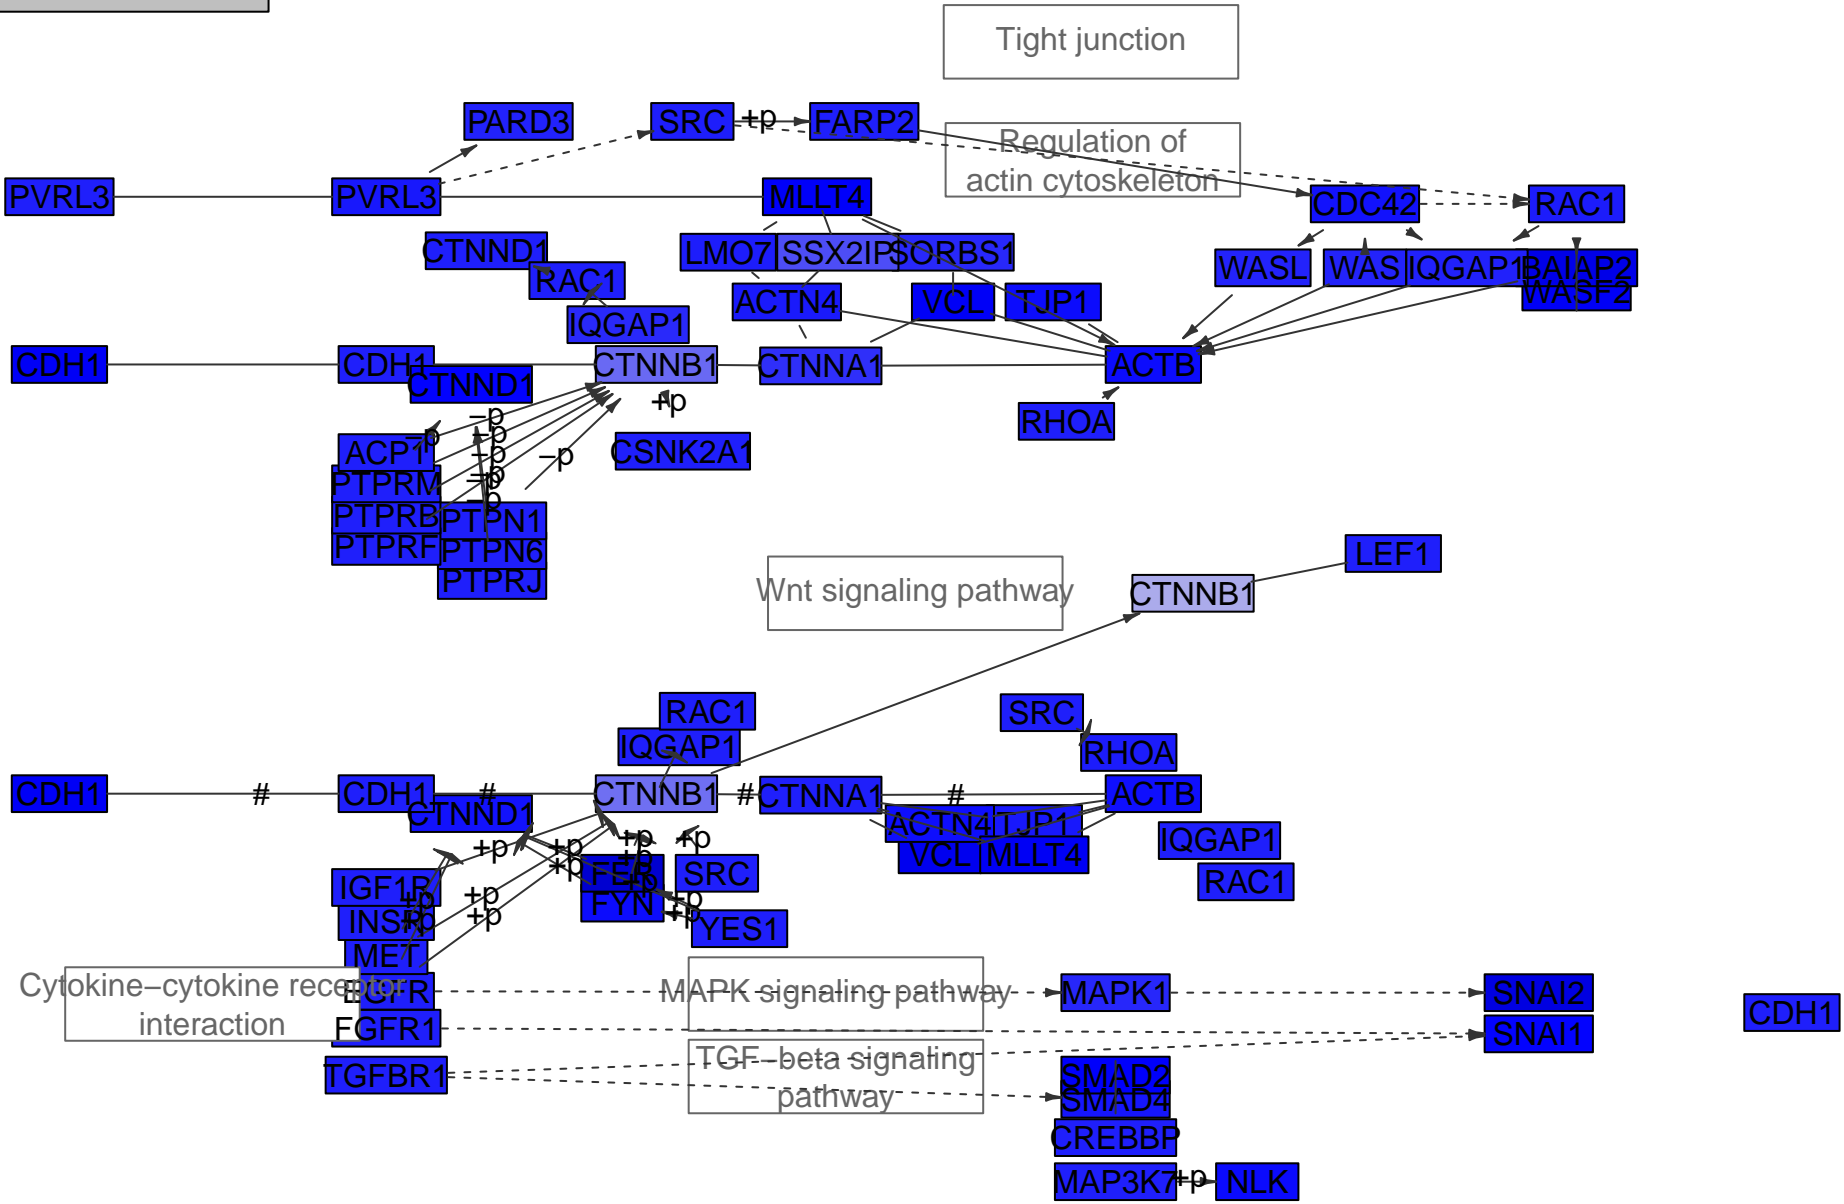 Tight junction
PARD3
SRC
+p
FARP2
Regulation of
actin cytoskeleton
PVRL3
PVRL3
MLLT4
CDC42
RAC1
CTNND1
LMO7
SSX2IP
SORBS1
WASL
WAS
IQGAP1
BAIAP2
RAC1
WASF2
ACTN4
VCL
TJP1
IQGAP1
CDH1
CDH1
CTNNB1
CTNNA1
ACTB
CTNND1
+p
RHOA
−p
−p
−p
ACP1
−p
−p
CSNK2A1
−p
−p
PTPRM
−p
PTPRB
PTPN1
PTPRF
PTPN6
LEF1
PTPRJ
Wnt signaling pathway
CTNNB1
RAC1
SRC
IQGAP1
RHOA
CDH1
#
CDH1
#
CTNNB1
#
CTNNA1
#
ACTB
CTNND1
ACTN4
TJP1
+p
+p
+p
+p
IQGAP1
+p
+p
VCL
MLLT4
FER
SRC
+p
RAC1
IGF1R
+p
+p
+p
FYN
+p
INSR
+p
+p
YES1
MET
Cytokine−cytokine receptor
interaction
EGFR
MAPK signaling pathway
MAPK1
SNAI2
FGFR1
SNAI1
CDH1
TGF−beta signaling
pathway
TGFBR1
SMAD2
SMAD4
CREBBP
MAP3K7
+p
NLK